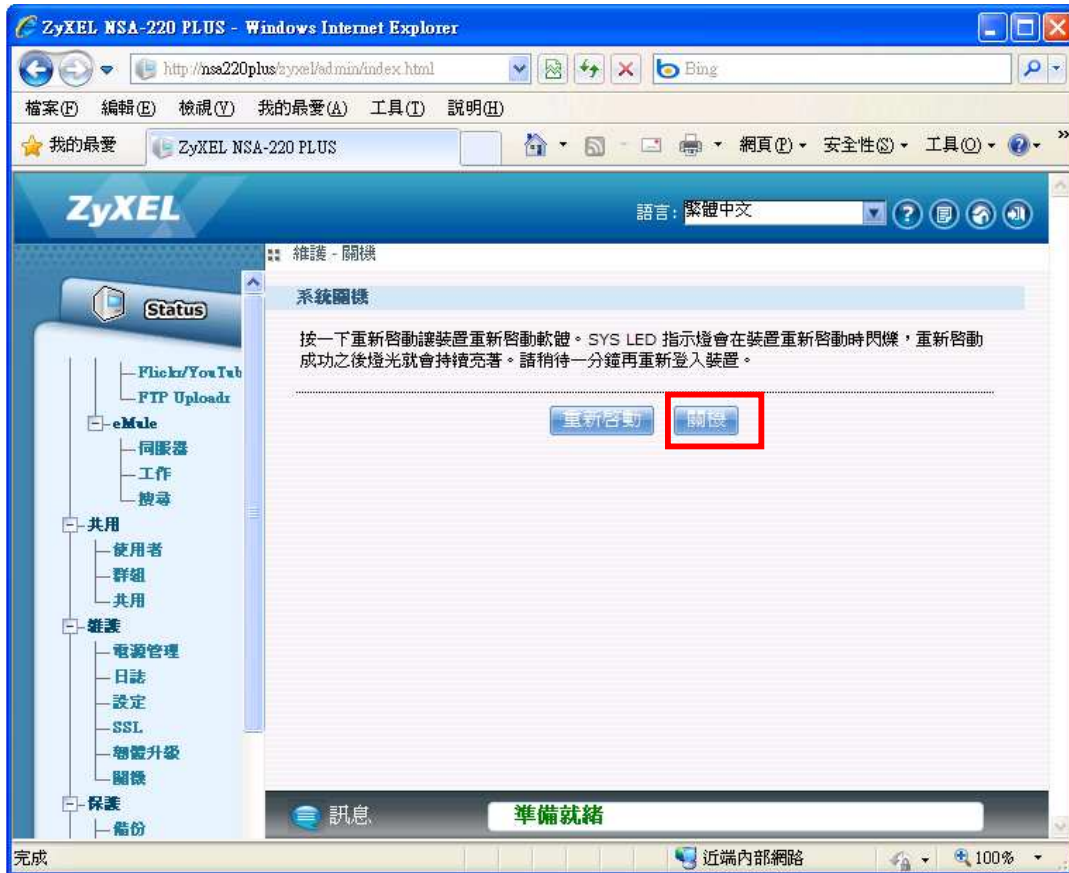 ZyXEL NSA-220 PLUS - Windows Internet Explorer
http://nsa220plus/zyxel/admin/index.html
Bing
檔案(F) 編輯(E) 檢視(V) 我的最愛(A) 工具(T) 説明(H)
我的最愛 ZyXEL NSA-220 PLUS 網頁(P) 安全性(S) 工具(O) »
ZyXEL 語言: 繁體中文
維護 - 關機
Status
系統關機
按一下重新啓動讓裝置重新啓動軟體。SYS LED 指示燈會在裝置重新啓動時閃爍，重新啓動
成功之後燈光就會持續亮著。請稍待一分鐘再重新登入裝置。
重新啓動 關機
Flickr/YouTub
FTP Uploadr
eMule
伺服器
工作
搜尋
共用
使用者
群組
共用
維護
電源管理
日誌
設定
SSL
韌體升級
關機
保護
備份
訊息 準備就緒
完成 近端內部網路 100%